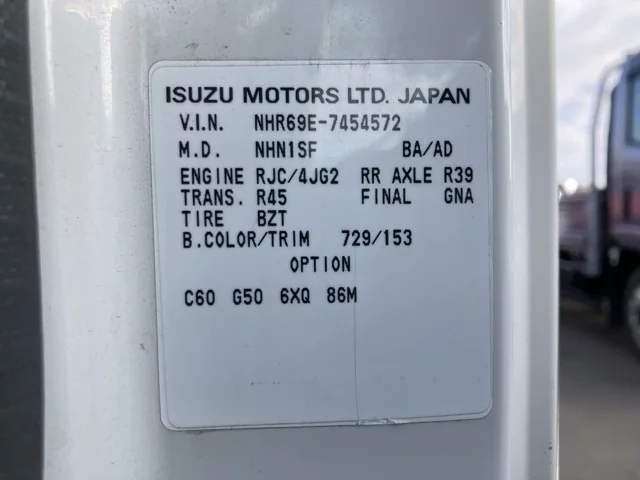 ISUZU MOTORS LTD. JAPAN
V.I.N. NHR69E-7454572
M.D. NHN1SF BA/AD
ENGINE RJC/4JG2 RR AXLE R39
TRANS. R45 FINAL GNA
TIRE BZT
B.COLOR/TRIM 729/153
OPTION
C60 G50 6XQ 86M